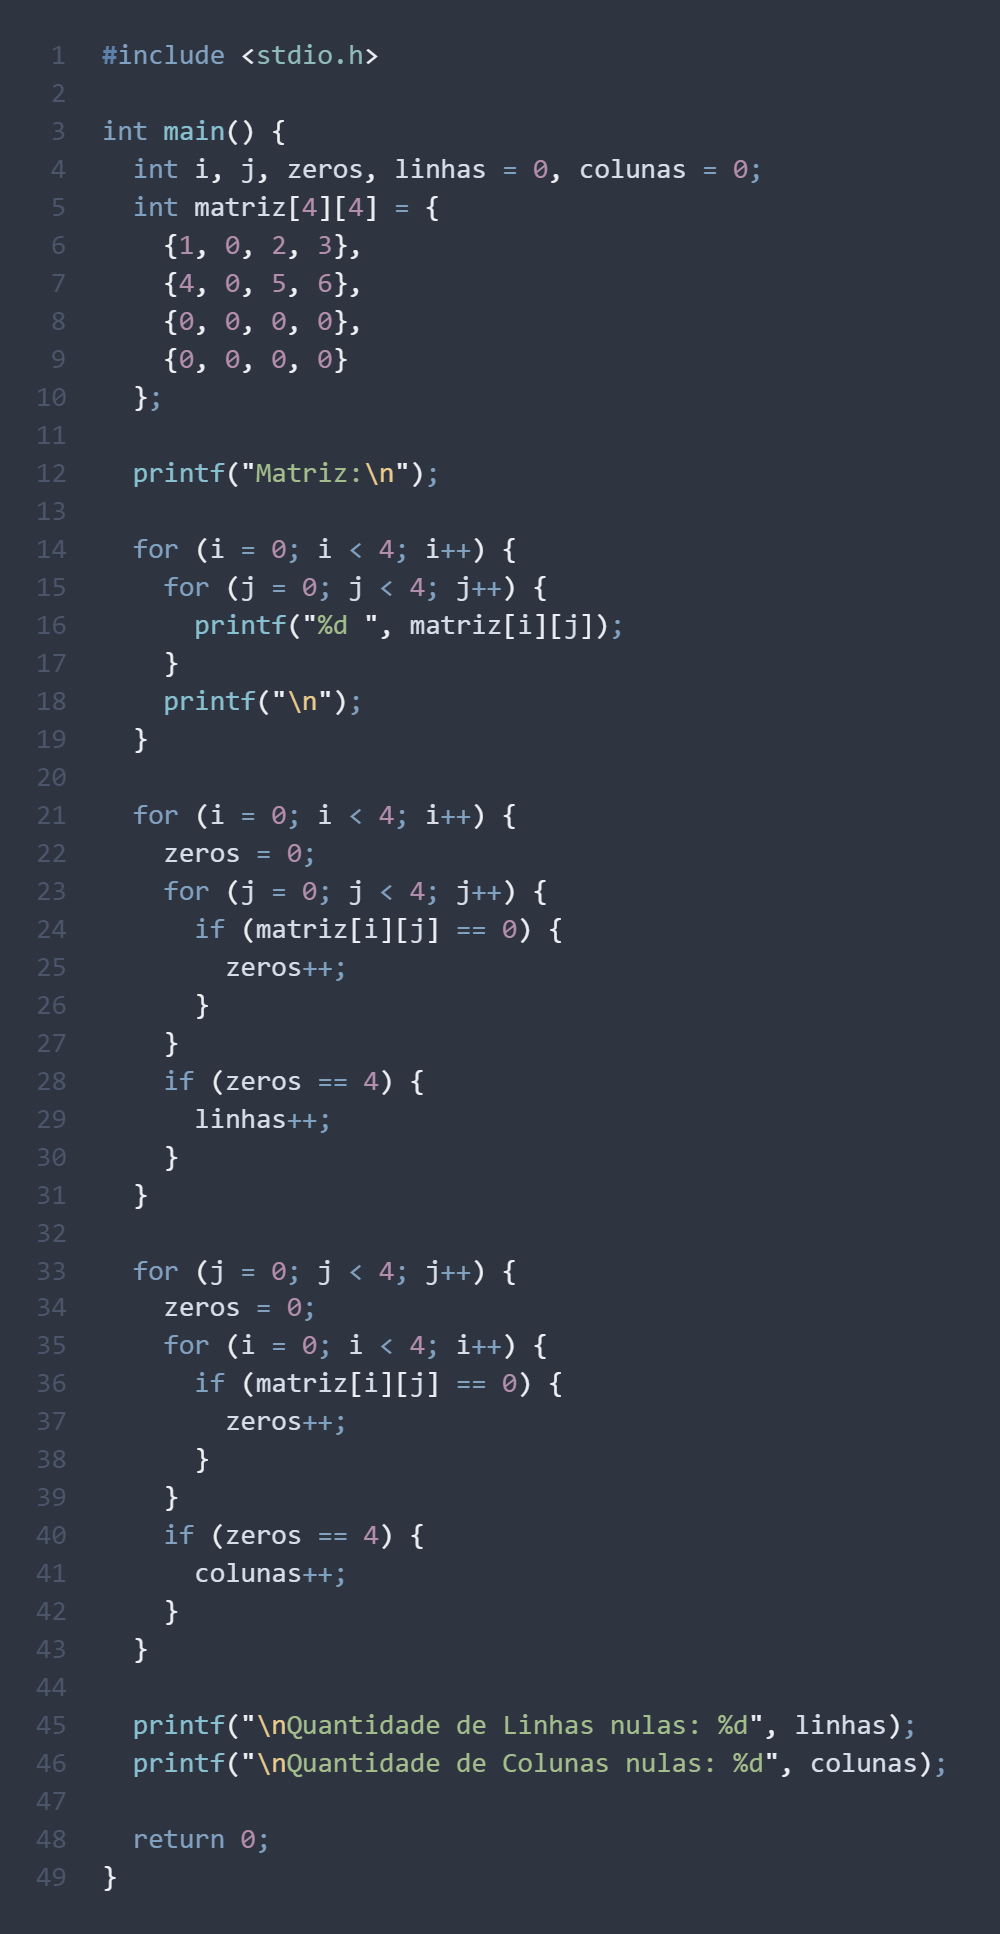 1 #include <stdio.h>
2
3 int main() {
4   int i, j, zeros, linhas = 0, colunas = 0;
5   int matriz[4][4] = {
6     {1, 0, 2, 3},
7     {4, 0, 5, 6},
8     {0, 0, 0, 0},
9     {0, 0, 0, 0}
10   };
11
12   printf("Matriz:\n");
13
14   for (i = 0; i < 4; i++) {
15     for (j = 0; j < 4; j++) {
16       printf("%d ", matriz[i][j]);
17     }
18     printf("\n");
19   }
20
21   for (i = 0; i < 4; i++) {
22     zeros = 0;
23     for (j = 0; j < 4; j++) {
24       if (matriz[i][j] == 0) {
25         zeros++;
26       }
27     }
28     if (zeros == 4) {
29       linhas++;
30     }
31   }
32
33   for (j = 0; j < 4; j++) {
34     zeros = 0;
35     for (i = 0; i < 4; i++) {
36       if (matriz[i][j] == 0) {
37         zeros++;
38       }
39     }
40     if (zeros == 4) {
41       colunas++;
42     }
43   }
44
45   printf("\nQuantidade de Linhas nulas: %d", linhas);
46   printf("\nQuantidade de Colunas nulas: %d", colunas);
47
48   return 0;
49 }